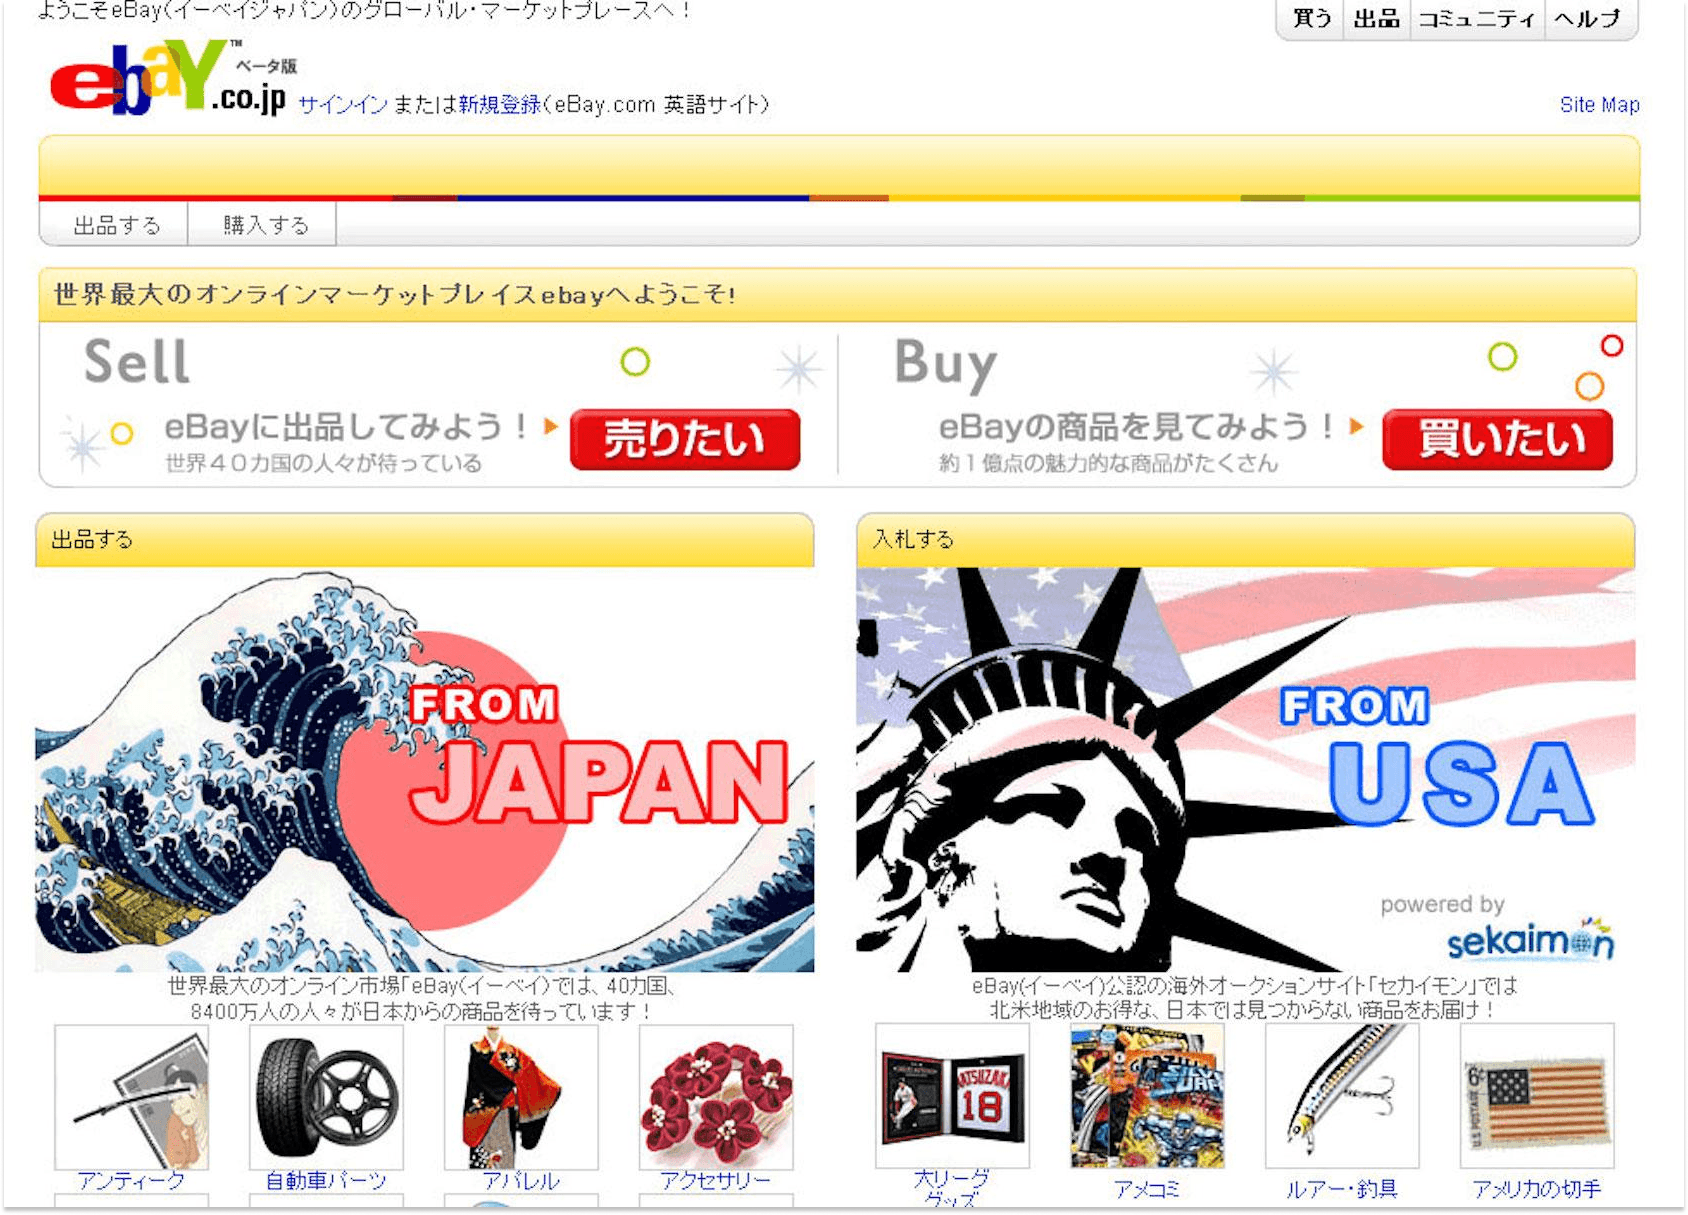 ようこそeBay(イーベイジャパン)のグローバル・マーケットプレースへ！
買う 出品 コミュニティ ヘルプ
ebaY™ ベータ版
.co.jp サインイン または新規登録(eBay.com 英語サイト)
Site Map
出品する 購入する
世界最大のオンラインマーケットプレイスebayへようこそ!
Sell
eBayに出品してみよう！ 売りたい
世界４０カ国の人々が待っている
Buy
eBayの商品を見てみよう！ 買いたい
約１億点の魅力的な商品がたくさん
出品する
FROM
JAPAN
世界最大のオンライン市場「eBay(イーベイ)では、40カ国、
8400万人の人々が日本からの商品を待っています！
アンティーク 自動車パーツ アパレル アクセサリー
入札する
FROM
USA
powered by
sekaimon
eBay(イーベイ)公認の海外オークションサイト「セカイモン」では
北米地域のお得な、日本では見つからない商品をお届け！
MATSUZAKA
18
6¢
U.S. POSTAGE
大リーグ
グッズ
アメコミ
ルアー・釣具
アメリカの切手